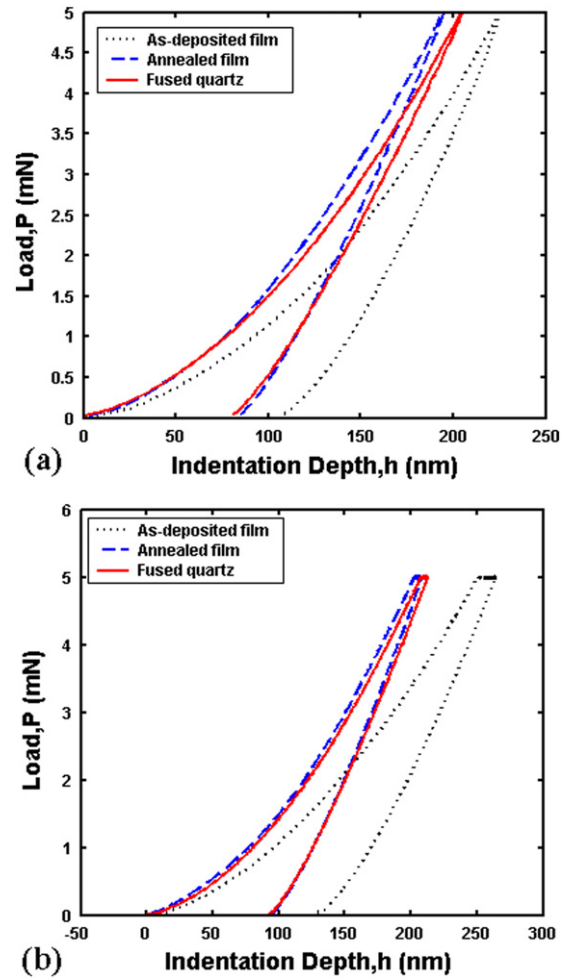 5
4.5
4
3.5
3
2.5
2
1.5
1
0.5
0
Load,P (mN)
As-deposited film
Annealed film
Fused quartz
0 50 100 150 200 250
(a) Indentation Depth,h (nm)
6
5
4
3
2
1
0
Load,P (mN)
As-deposited film
Annealed film
Fused quartz
-50 0 50 100 150 200 250 300
(b) Indentation Depth,h (nm)